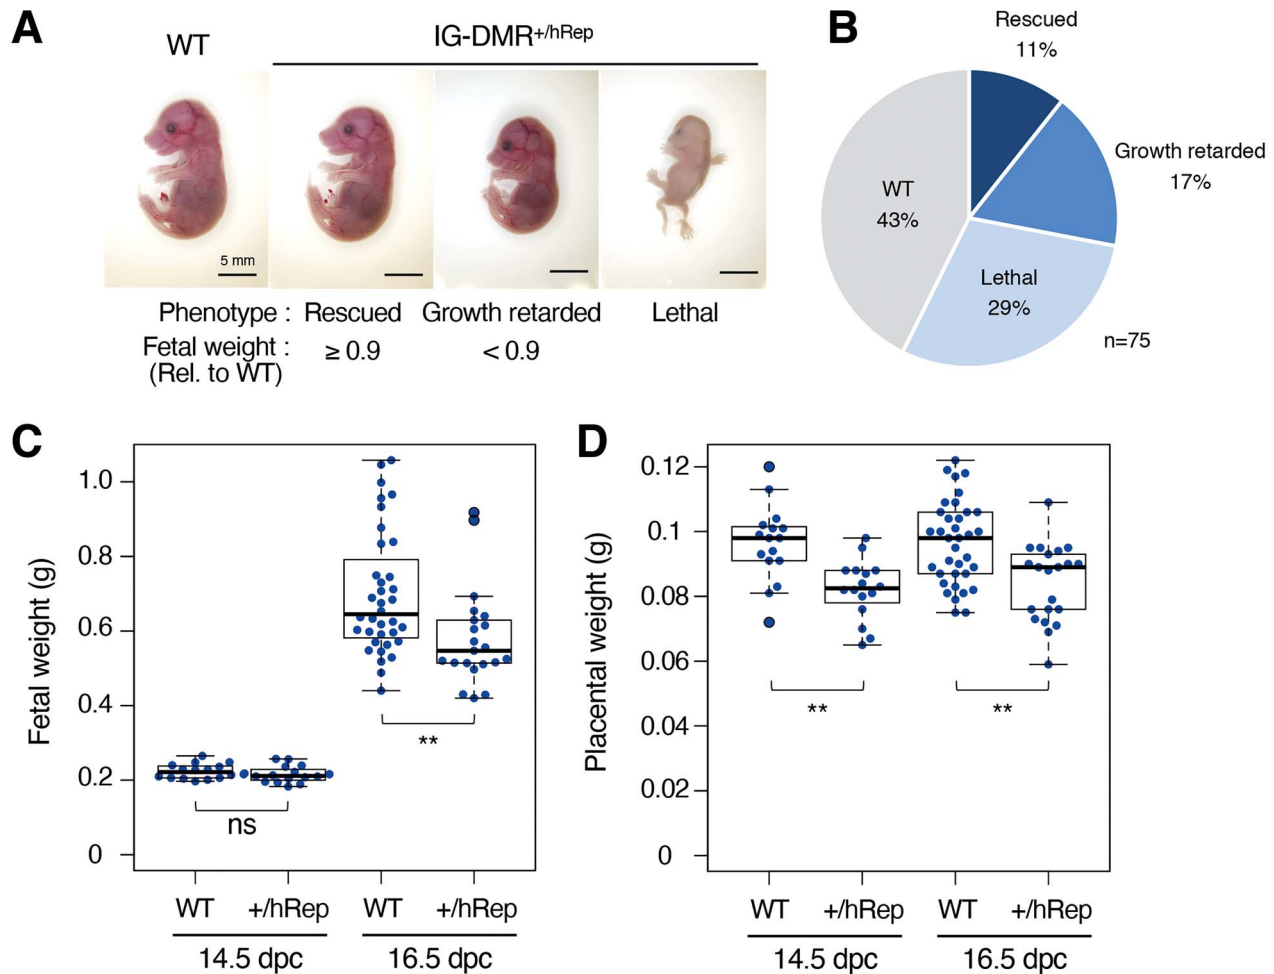 A
WT
IG-DMR+/hRep
5 mm
Phenotype : Rescued Growth retarded Lethal
Fetal weight : ≥ 0.9 < 0.9
(Rel. to WT)
B
Rescued
11%
Growth retarded
17%
WT
43%
Lethal
29%
n=75
C
Fetal weight (g)
1.0
0.8
0.6
0.4
0.2
0
ns
**
WT +/hRep WT +/hRep
14.5 dpc 16.5 dpc
D
Placental weight (g)
0.12
0.1
0.08
0.06
0.04
0.02
0
** **
WT +/hRep WT +/hRep
14.5 dpc 16.5 dpc